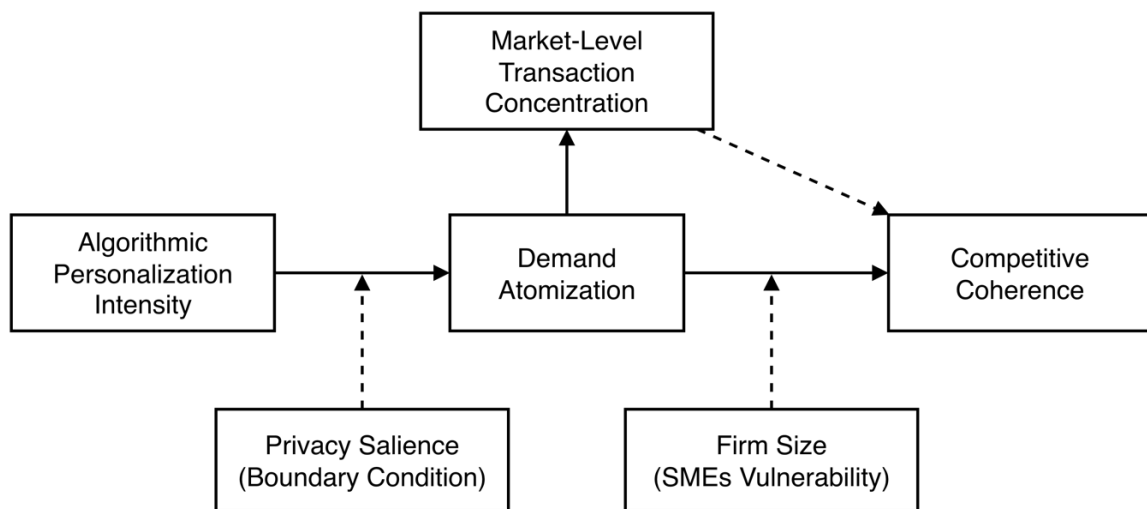 Market-Level
Transaction
Concentration
Algorithmic
Personalization
Intensity
Demand
Atomization
Competitive
Coherence
Privacy Salience
(Boundary Condition)
Firm Size
(SMEs Vulnerability)